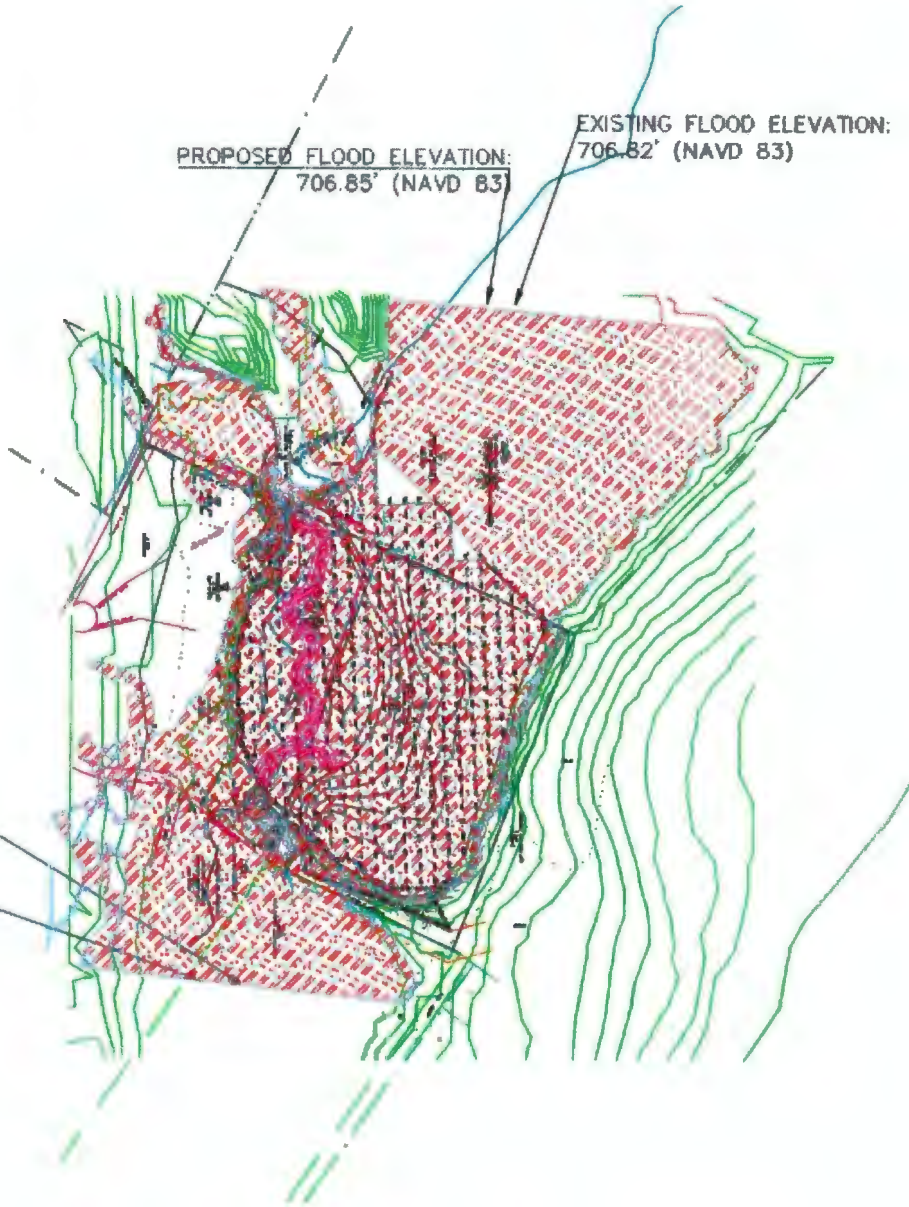 PROPOSED FLOOD ELEVATION:
706.85' (NAVD 83)
EXISTING FLOOD ELEVATION:
706.82' (NAVD 83)